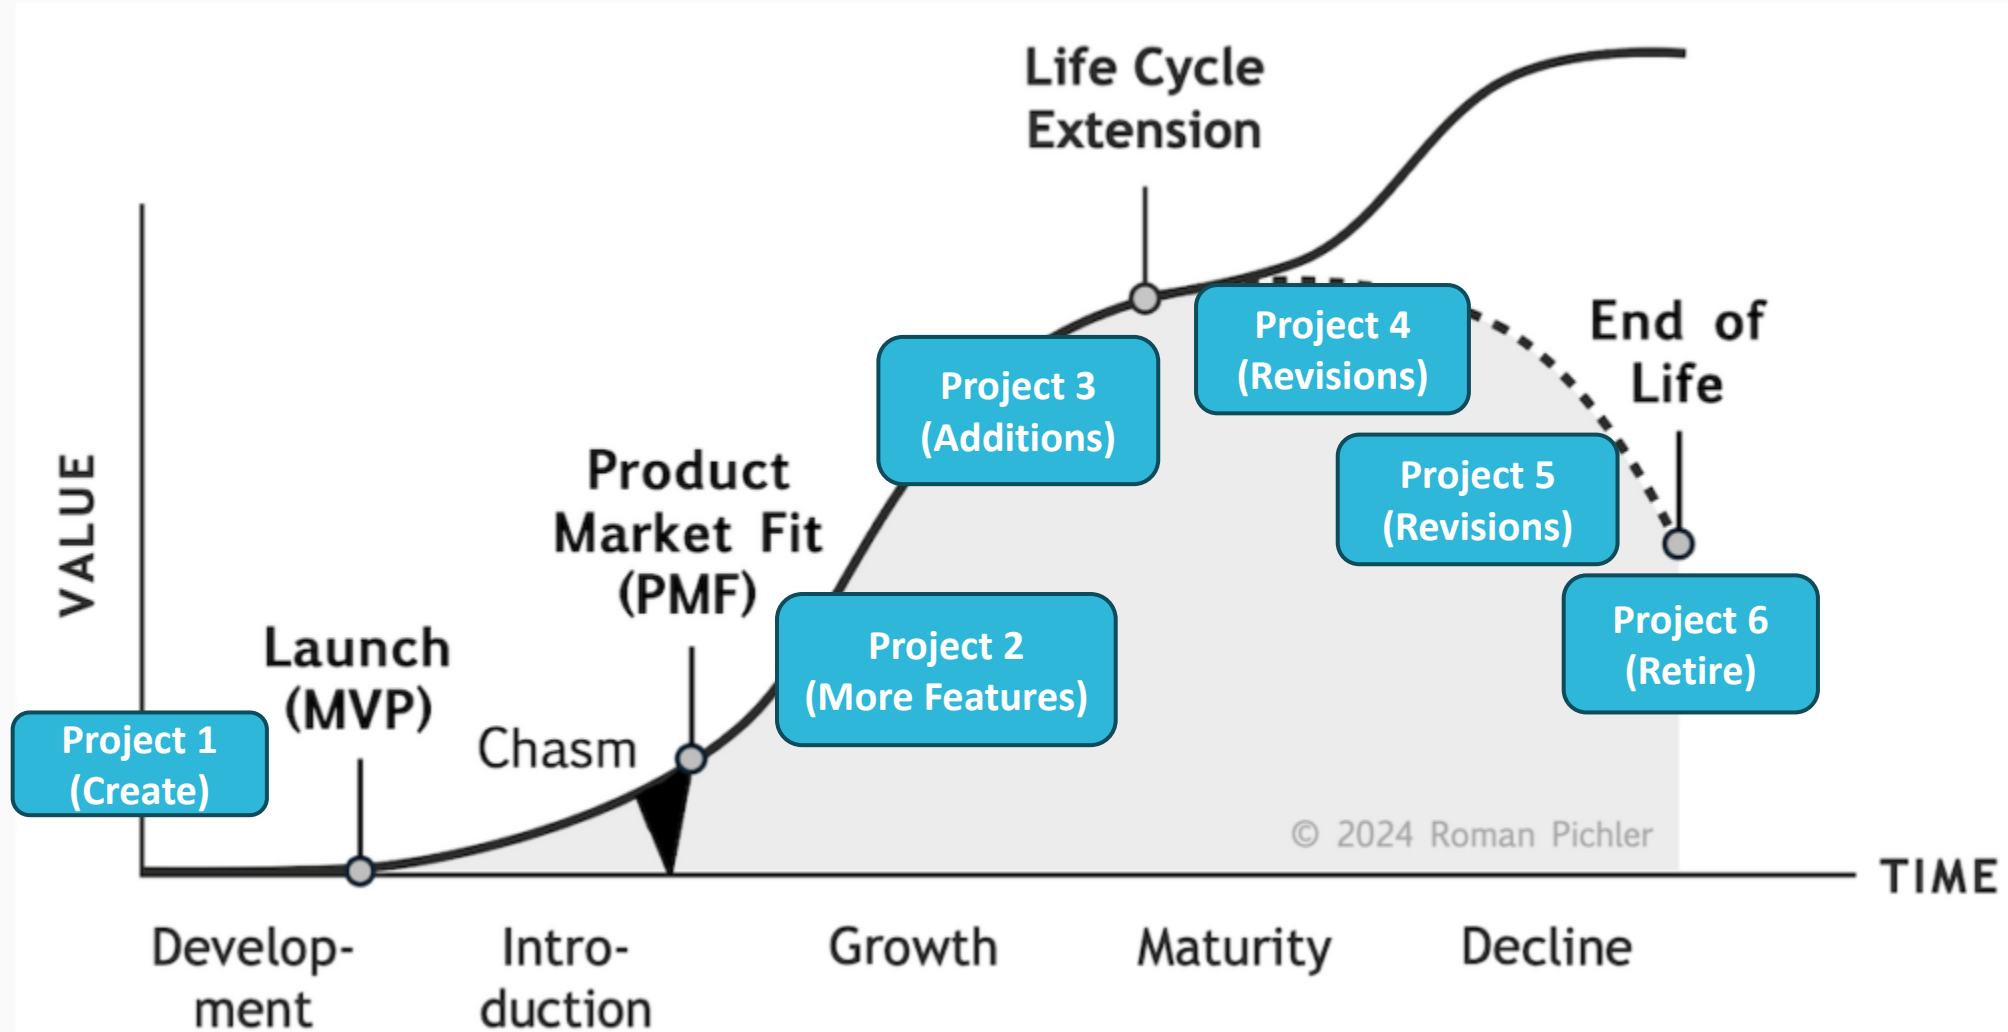 Life Cycle
Extension
VALUE
Launch
(MVP)
Chasm
Product
Market Fit
(PMF)
End of
Life
Project 1
(Create)
Project 2
(More Features)
Project 3
(Additions)
Project 4
(Revisions)
Project 5
(Revisions)
Project 6
(Retire)
© 2024 Roman Pichler
TIME
Develop-
ment
Intro-
duction
Growth
Maturity
Decline